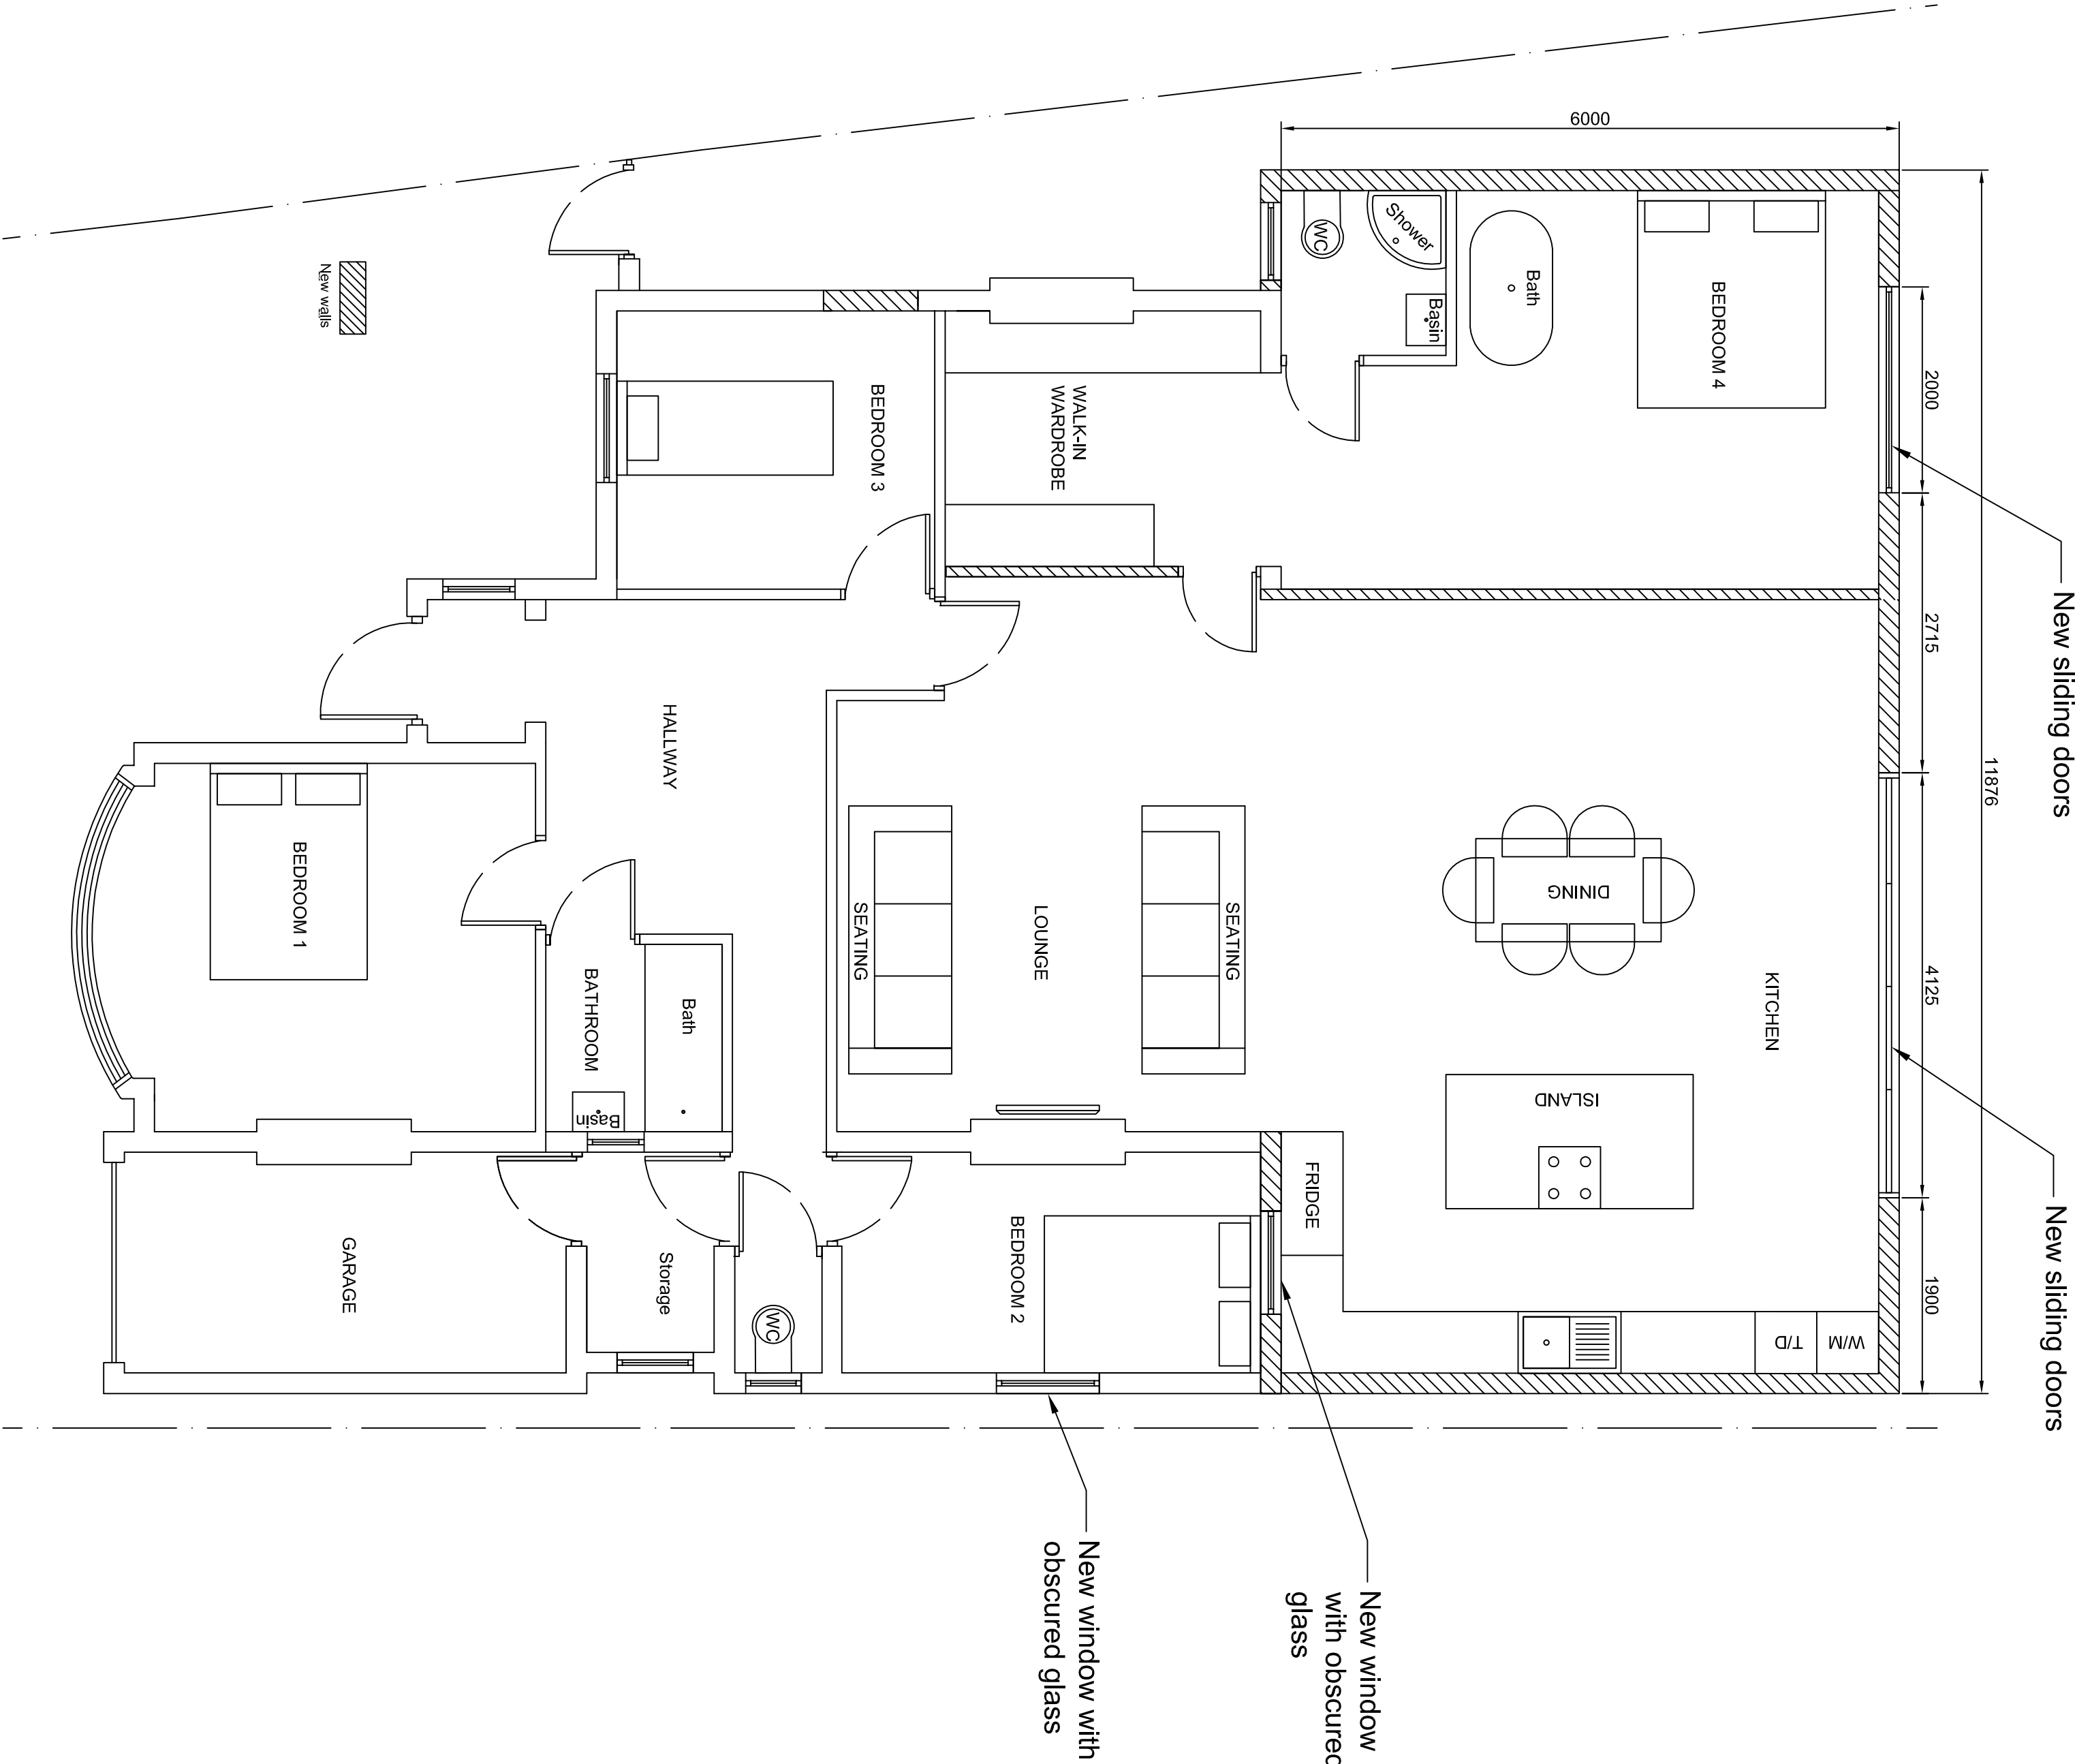 New sliding doors
New sliding doors
11876
2000
2715
4125
1900
6000
BEDROOM 4
Bath
Shower
WC
Basin
KITCHEN
DINING
ISLAND
W/M
T/D
FRIDGE
WALK-IN
WARDROBE
SEATING
LOUNGE
SEATING
BEDROOM 3
BEDROOM 2
New window
with obscured
glass
New window with
obscured glass
WC
HALLWAY
Bath
BATHROOM
Basin
Storage
BEDROOM 1
GARAGE
New walls